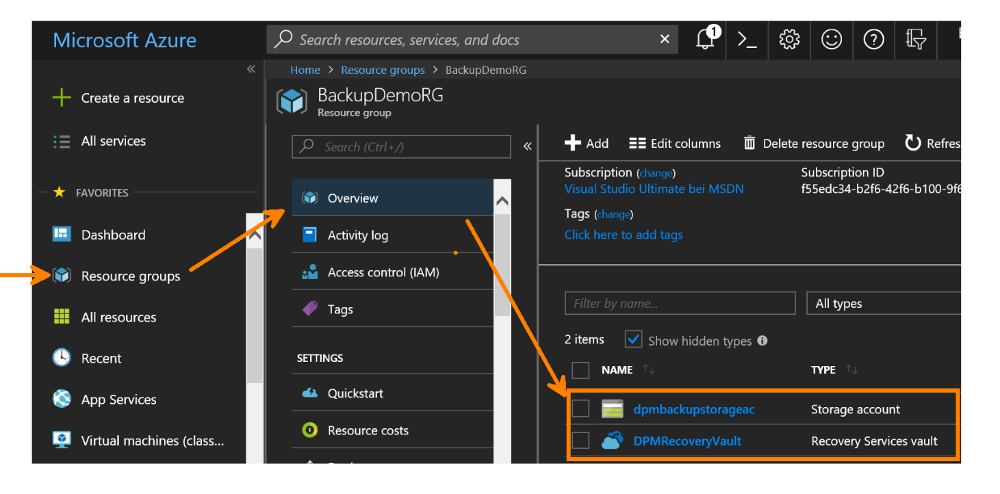 Microsoft Azure
Search resources, services, and docs
1
Home > Resource groups > BackupDemoRG
BackupDemoRG
Resource group
Create a resource
All services
FAVORITES
Dashboard
Resource groups
All resources
Recent
App Services
Virtual machines (class...
Search (Ctrl+/)
Overview
Activity log
Access control (IAM)
Tags
SETTINGS
Quickstart
Resource costs
Add
Edit columns
Delete resource group
Refres
Subscription (change)
Visual Studio Ultimate bei MSDN
Subscription ID
f55edc34-b2f6-42f6-b100-9f6
Tags (change)
Click here to add tags
Filter by name...
All types
2 items
Show hidden types
NAME
TYPE
dpmbackupstorageac
Storage account
DPMRecoveryVault
Recovery Services vault